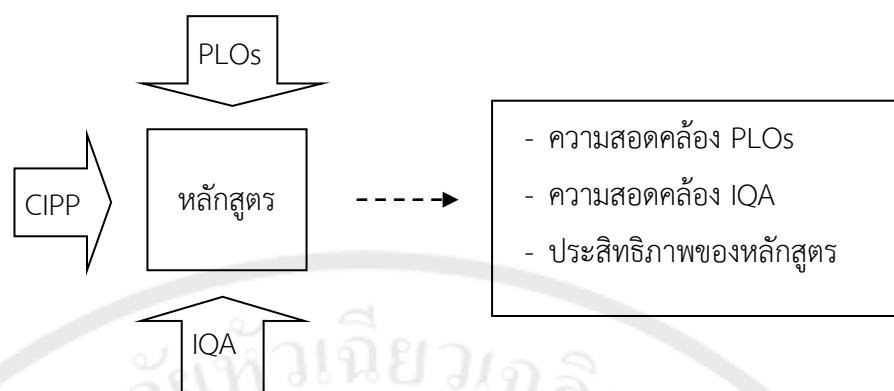 PLOs
CIPP
หลักสูตร
IQA
- ความสอดคล้อง PLOs
- ความสอดคล้อง IQA
- ประสิทธิภาพของหลักสูตร